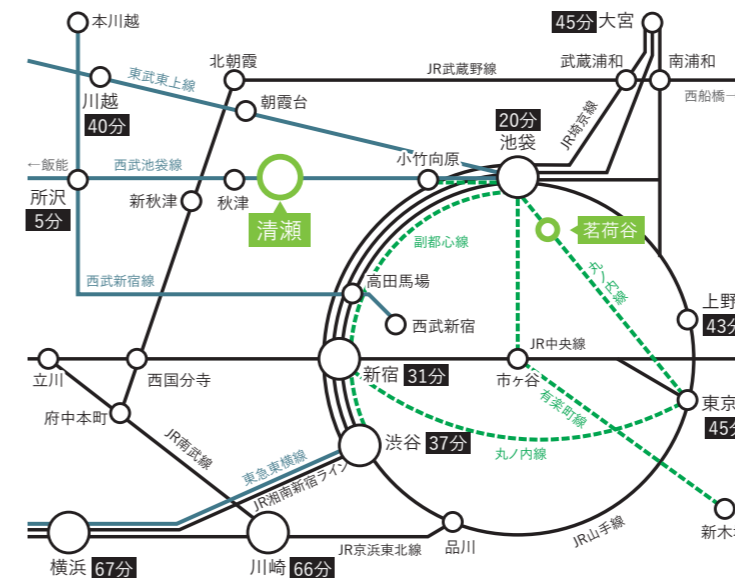 本川越
45分 大宮
北朝霞
JR武蔵野線
武蔵浦和
南浦和
東武東上線
川越
40分
朝霞台
西船橋→
20分
池袋
JR埼京線
←飯能
西武池袋線
小竹向原
所沢
5分
新秋津
秋津
清瀬
茗荷谷
副都心線
丸ノ内線
西武新宿線
高田馬場
上野
43分
西武新宿
JR中央線
立川
西国分寺
新宿 31分
市ヶ谷
有楽町線
東京
45分
府中本町
JR南武線
渋谷 37分
丸ノ内線
東急東横線
JR湘南新宿ライン
新木
JR山手線
品川
JR京浜東北線
横浜 67分
川崎 66分